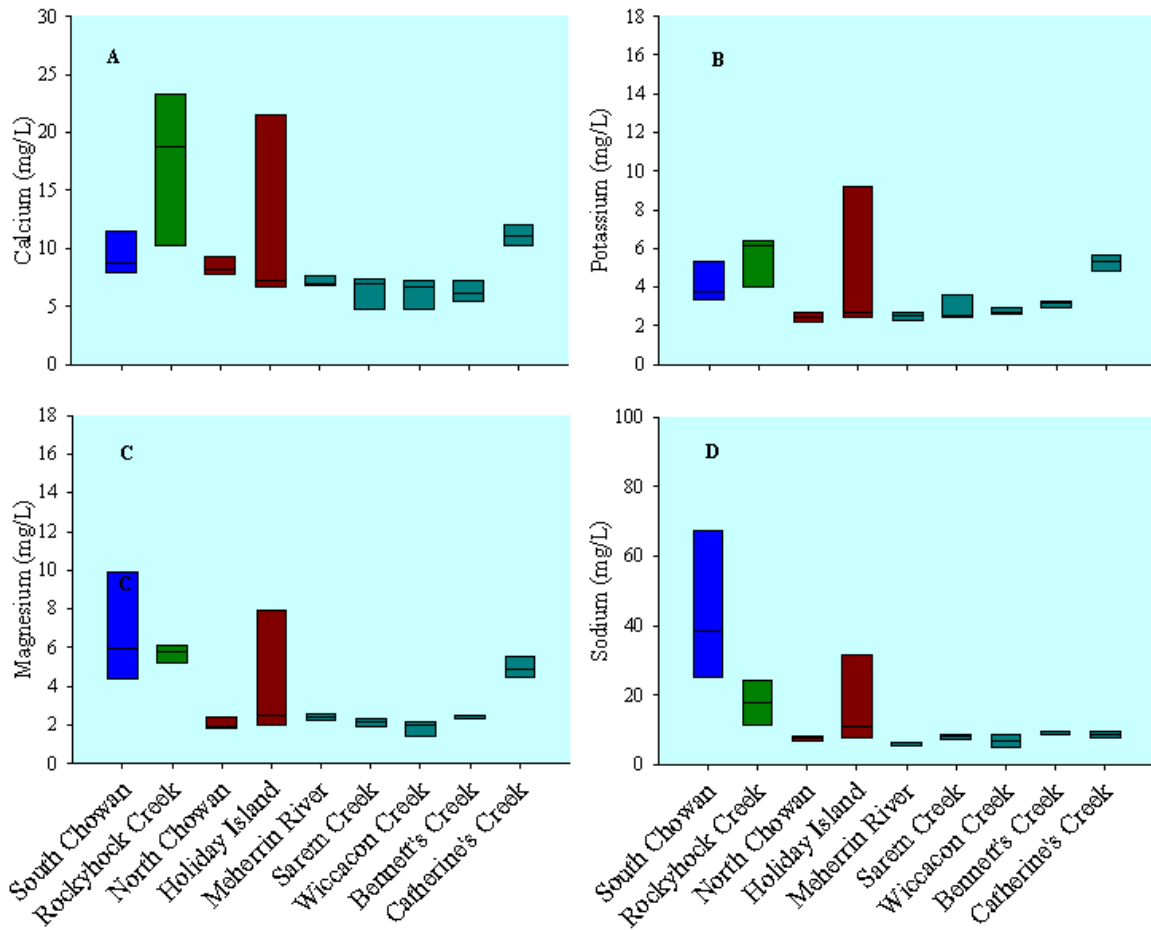 30
25
20
15
10
5
0
Calcium (mg/L)
A
18
16
14
12
10
8
6
4
2
0
Potassium (mg/L)
B
18
16
14
12
10
8
6
4
2
0
Magnesium (mg/L)
C
C
100
80
60
40
20
0
Sodium (mg/L)
D
South Chowan
Rockyhock Creek
North Chowan
Holiday Island
Meherrin River
Sarem Creek
Wiccacon Creek
Bennett's Creek
Catherine's Creek
South Chowan
Rockyhock Creek
North Chowan
Holiday Island
Meherrin River
Sarem Creek
Wiccacon Creek
Bennett's Creek
Catherine's Creek